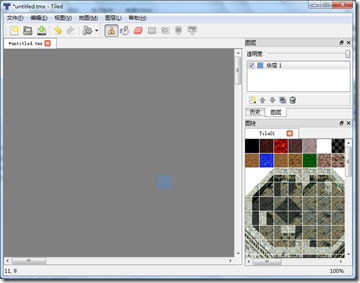 *untitled.tmx - Tiled
文件(F) 编辑(E) 视图(V) 地图(M) 图层(L) 帮助(H)
*untitled.tmx
图层
透明度:
块层 1
历史 图层
图块
Tile01
11, 9
100%